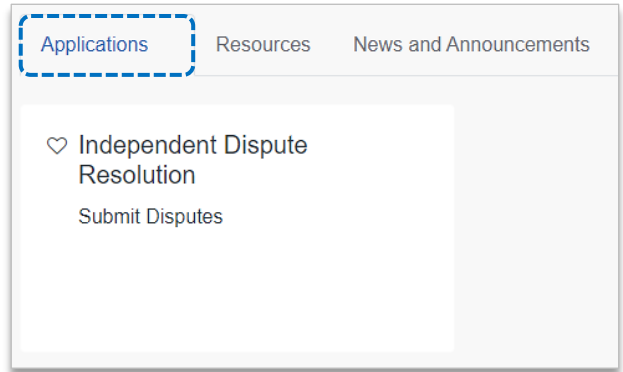 Applications Resources News and Announcements
Independent Dispute
Resolution
Submit Disputes